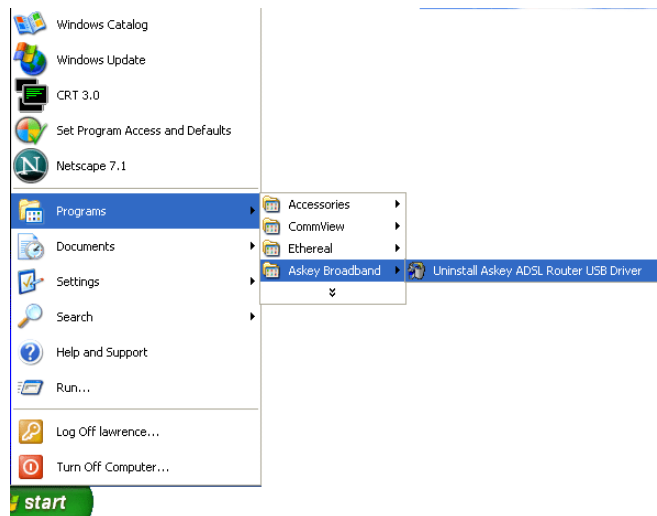 Windows Catalog
Windows Update
CRT 3.0
Set Program Access and Defaults
Netscape 7.1
Programs
Documents
Settings
Search
Help and Support
Run...
Log Off lawrence...
Turn Off Computer...
start
Accessories
CommView
Ethereal
Askey Broadband
Uninstall Askey ADSL Router USB Driver